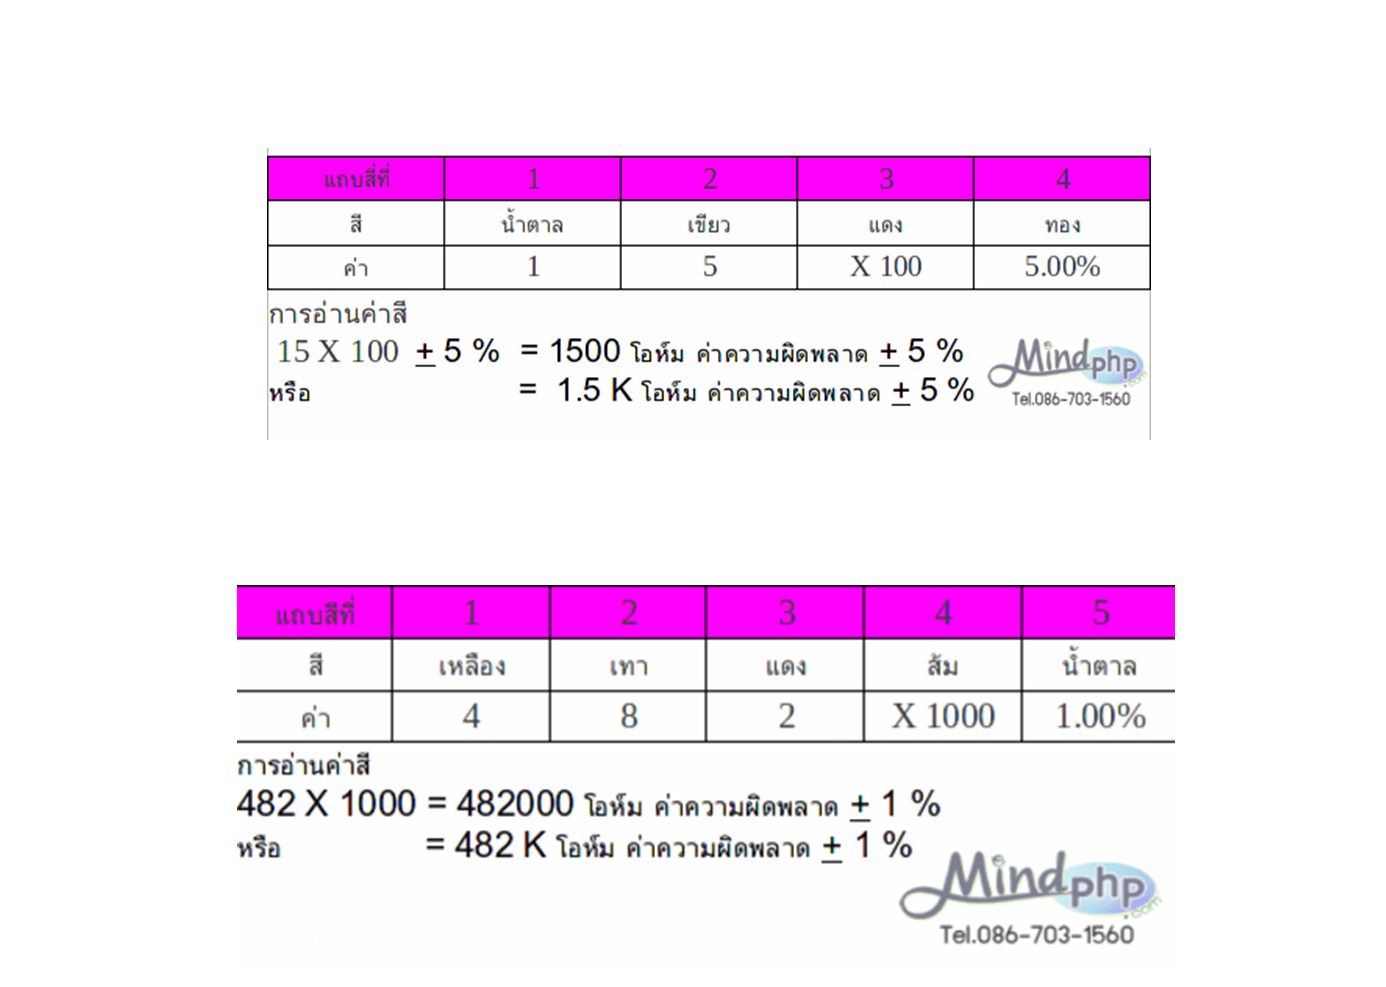 แถบสีที่ 1 2 3 4
สี น้ำตาล เขียว แดง ทอง
ค่า 1 5 X 100 5.00%
การอ่านค่าสี
15 X 100 ± 5 % = 1500 โอห์ม ค่าความผิดพลาด ± 5 %
หรือ = 1.5 K โอห์ม ค่าความผิดพลาด ± 5 %
Mindphp.com
Tel.086-703-1560
แถบสีที่ 1 2 3 4 5
สี เหลือง เทา แดง ส้ม น้ำตาล
ค่า 4 8 2 X 1000 1.00%
การอ่านค่าสี
482 X 1000 = 482000 โอห์ม ค่าความผิดพลาด ± 1 %
หรือ = 482 K โอห์ม ค่าความผิดพลาด ± 1 %
Mindphp.com
Tel.086-703-1560